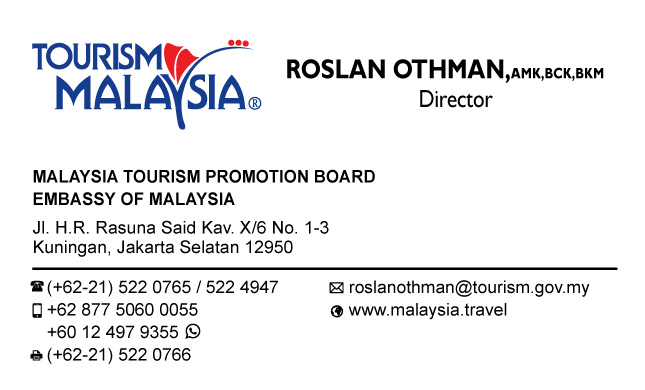 TOURISM
MALAYSIA®
ROSLAN OTHMAN,AMK,BCK,BKM
Director
MALAYSIA TOURISM PROMOTION BOARD
EMBASSY OF MALAYSIA
Jl. H.R. Rasuna Said Kav. X/6 No. 1-3
Kuningan, Jakarta Selatan 12950
(+62-21) 522 0765 / 522 4947
+62 877 5060 0055
+60 12 497 9355
(+62-21) 522 0766
roslanothman@tourism.gov.my
www.malaysia.travel